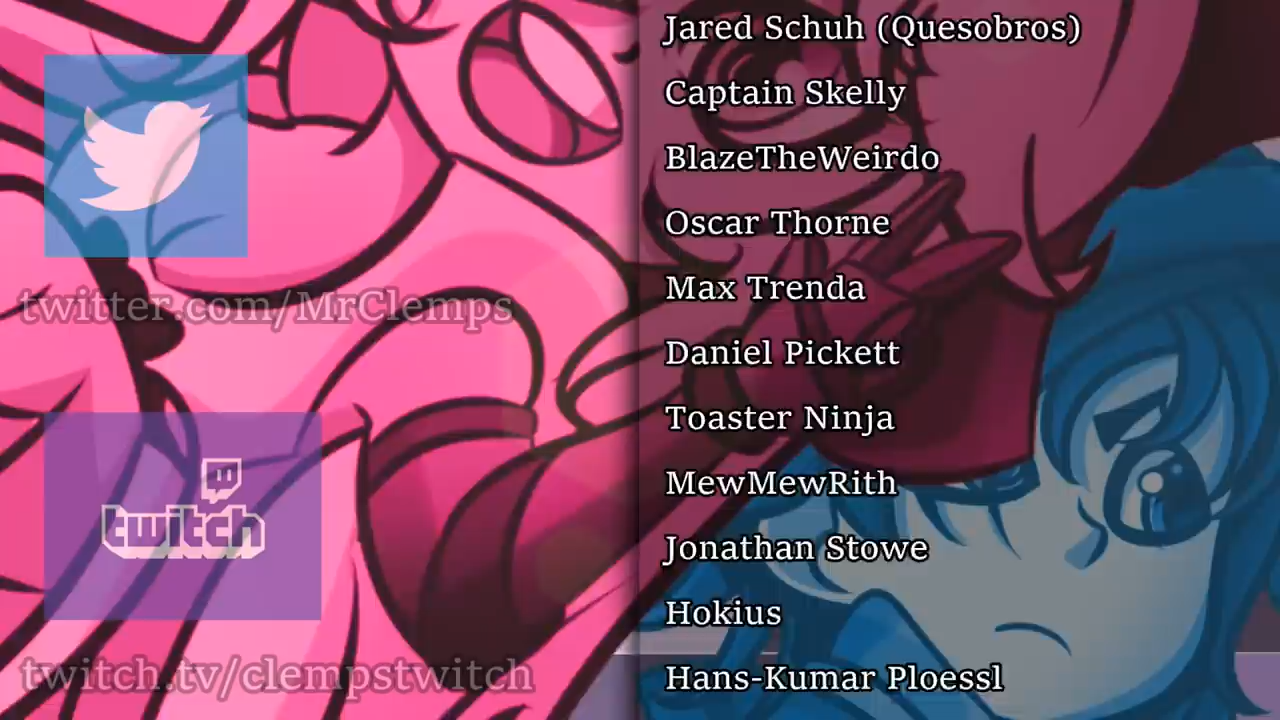 twitter.com/MrClemps
twitch
twitch.tv/clempstwitch
Jared Schuh (Quesobros)
Captain Skelly
BlazeTheWeirdo
Oscar Thorne
Max Trenda
Daniel Pickett
Toaster Ninja
MewMewRith
Jonathan Stowe
Hokius
Hans-Kumar Ploessl